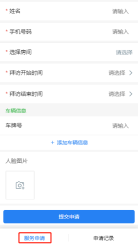 * 姓名 请输入
* 手机号码 请输入
* 选择房间 请选择
* 拜访开始时间 请选择 >
* 拜访结束时间 请选择 >
车辆信息
车牌号 请输入
+ 添加车辆信息
人脸图片
提交申请
服务申请 申请记录